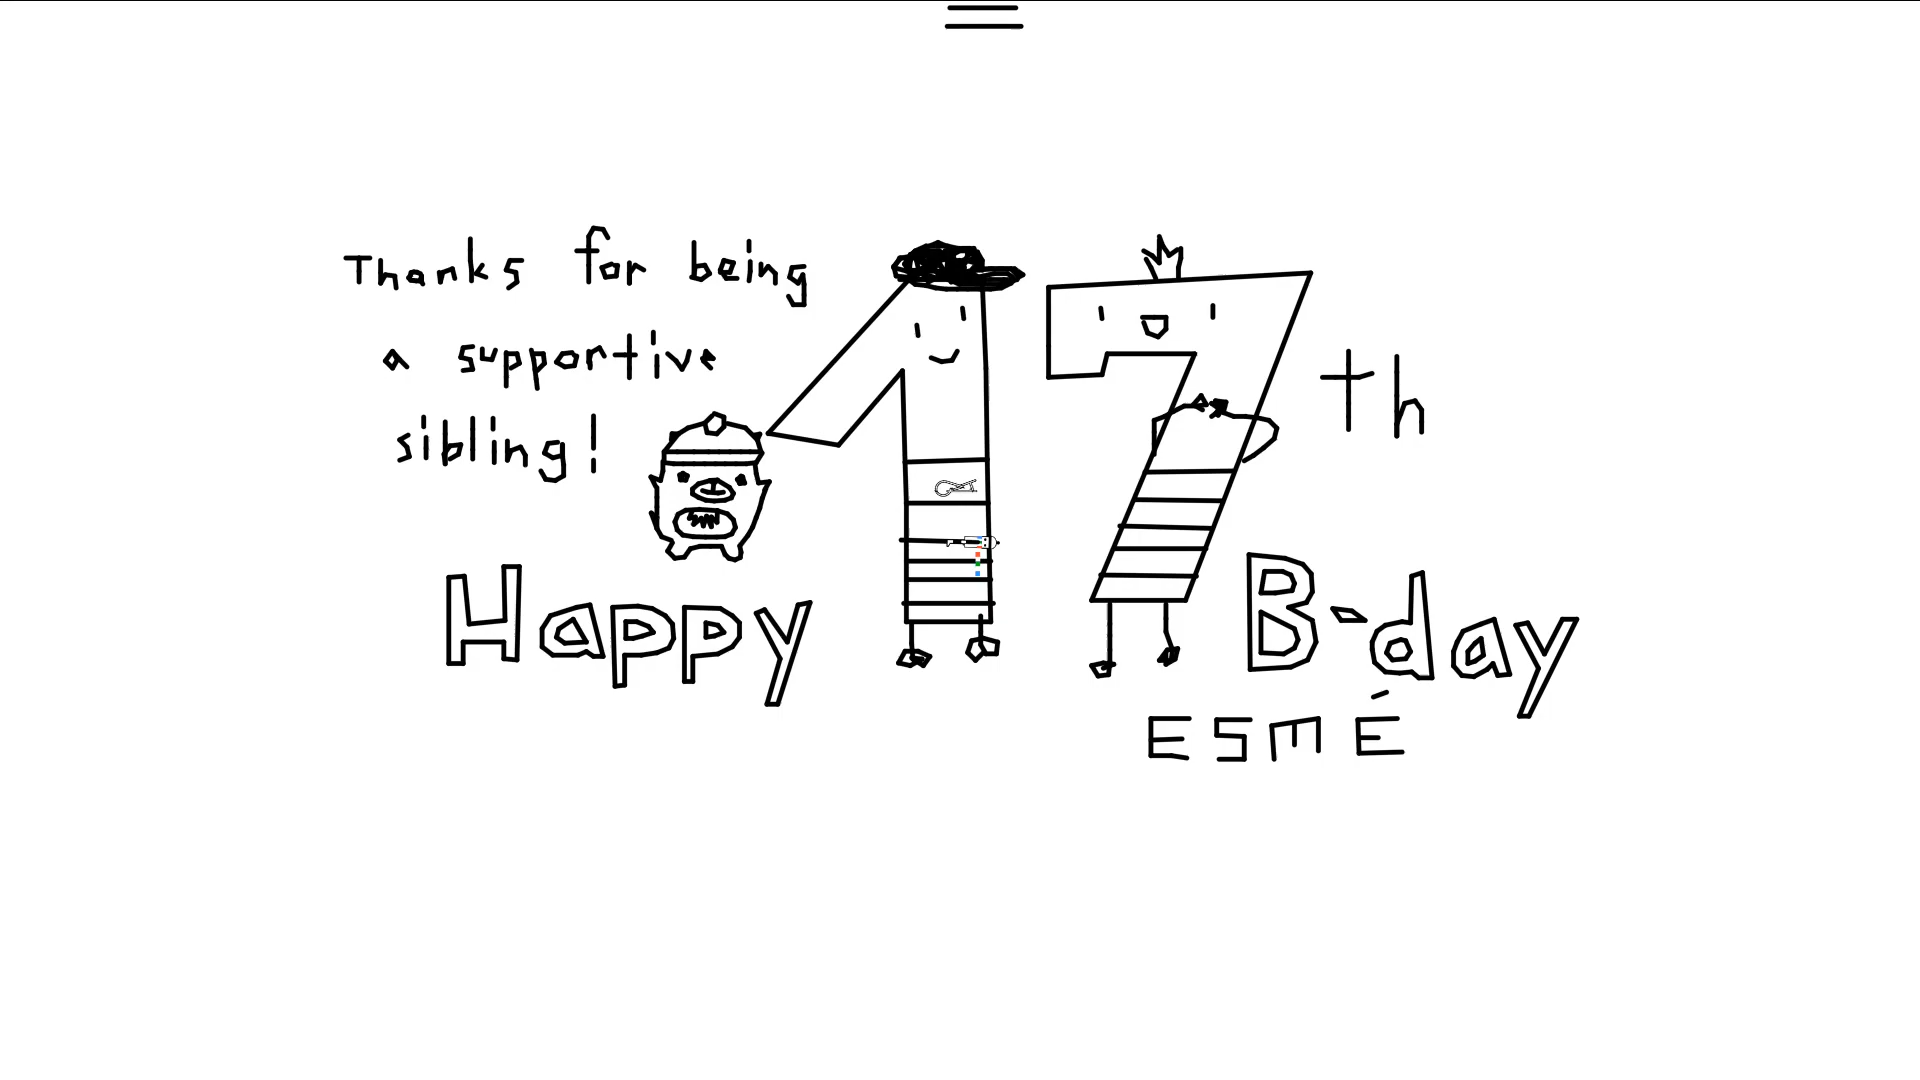 Thanks for being
a supportive
sibling!
Happy 17th B-day
ESMÉ